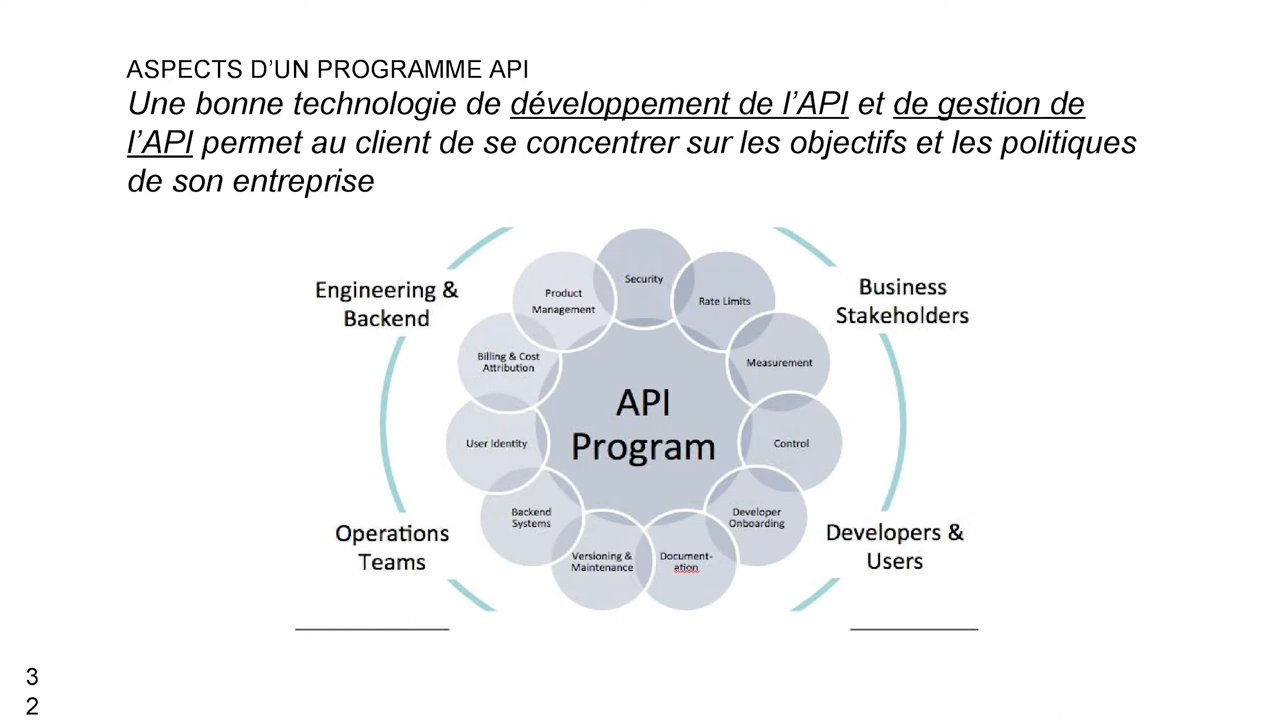 ASPECTS D’UN PROGRAMME API
Une bonne technologie de développement de l’API et de gestion de
l’API permet au client de se concentrer sur les objectifs et les politiques
de son entreprise
Engineering &
Backend
Business
Stakeholders
Security
Product
Management
Rate Limits
Billing & Cost
Attribution
Measurement
API
Program
User Identity
Control
Backend
Systems
Developer
Onboarding
Versioning &
Maintenance
Document-
ation
Operations
Teams
Developers &
Users
3
2